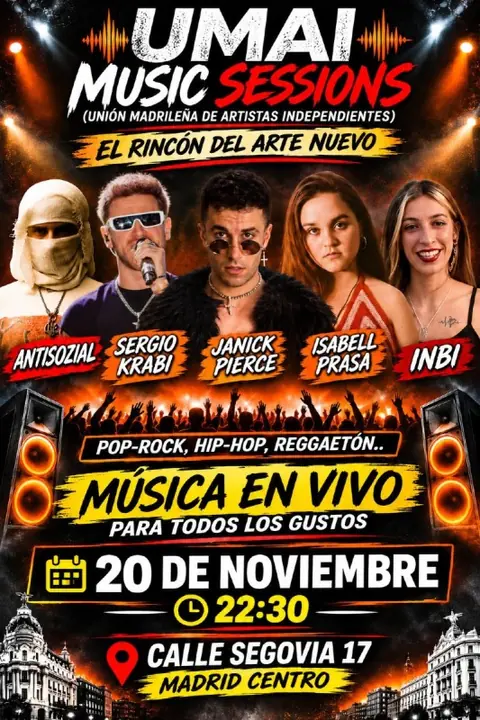 UMAI
MUSIC SESSIONS
(UNIÓN MADRILEÑA DE ARTISTAS INDEPENDIENTES)
EL RINCÓN DEL ARTE NUEVO
ANTISOZIAL
SERGIO
KRABI
JANICK
PIERCE
ISABELL
PRASA
INBI
POP-ROCK, HIP-HOP, REGGAETÓN..
MÚSICA EN VIVO
PARA TODOS LOS GUSTOS
20 DE NOVIEMBRE
22:30
CALLE SEGOVIA 17
MADRID CENTRO